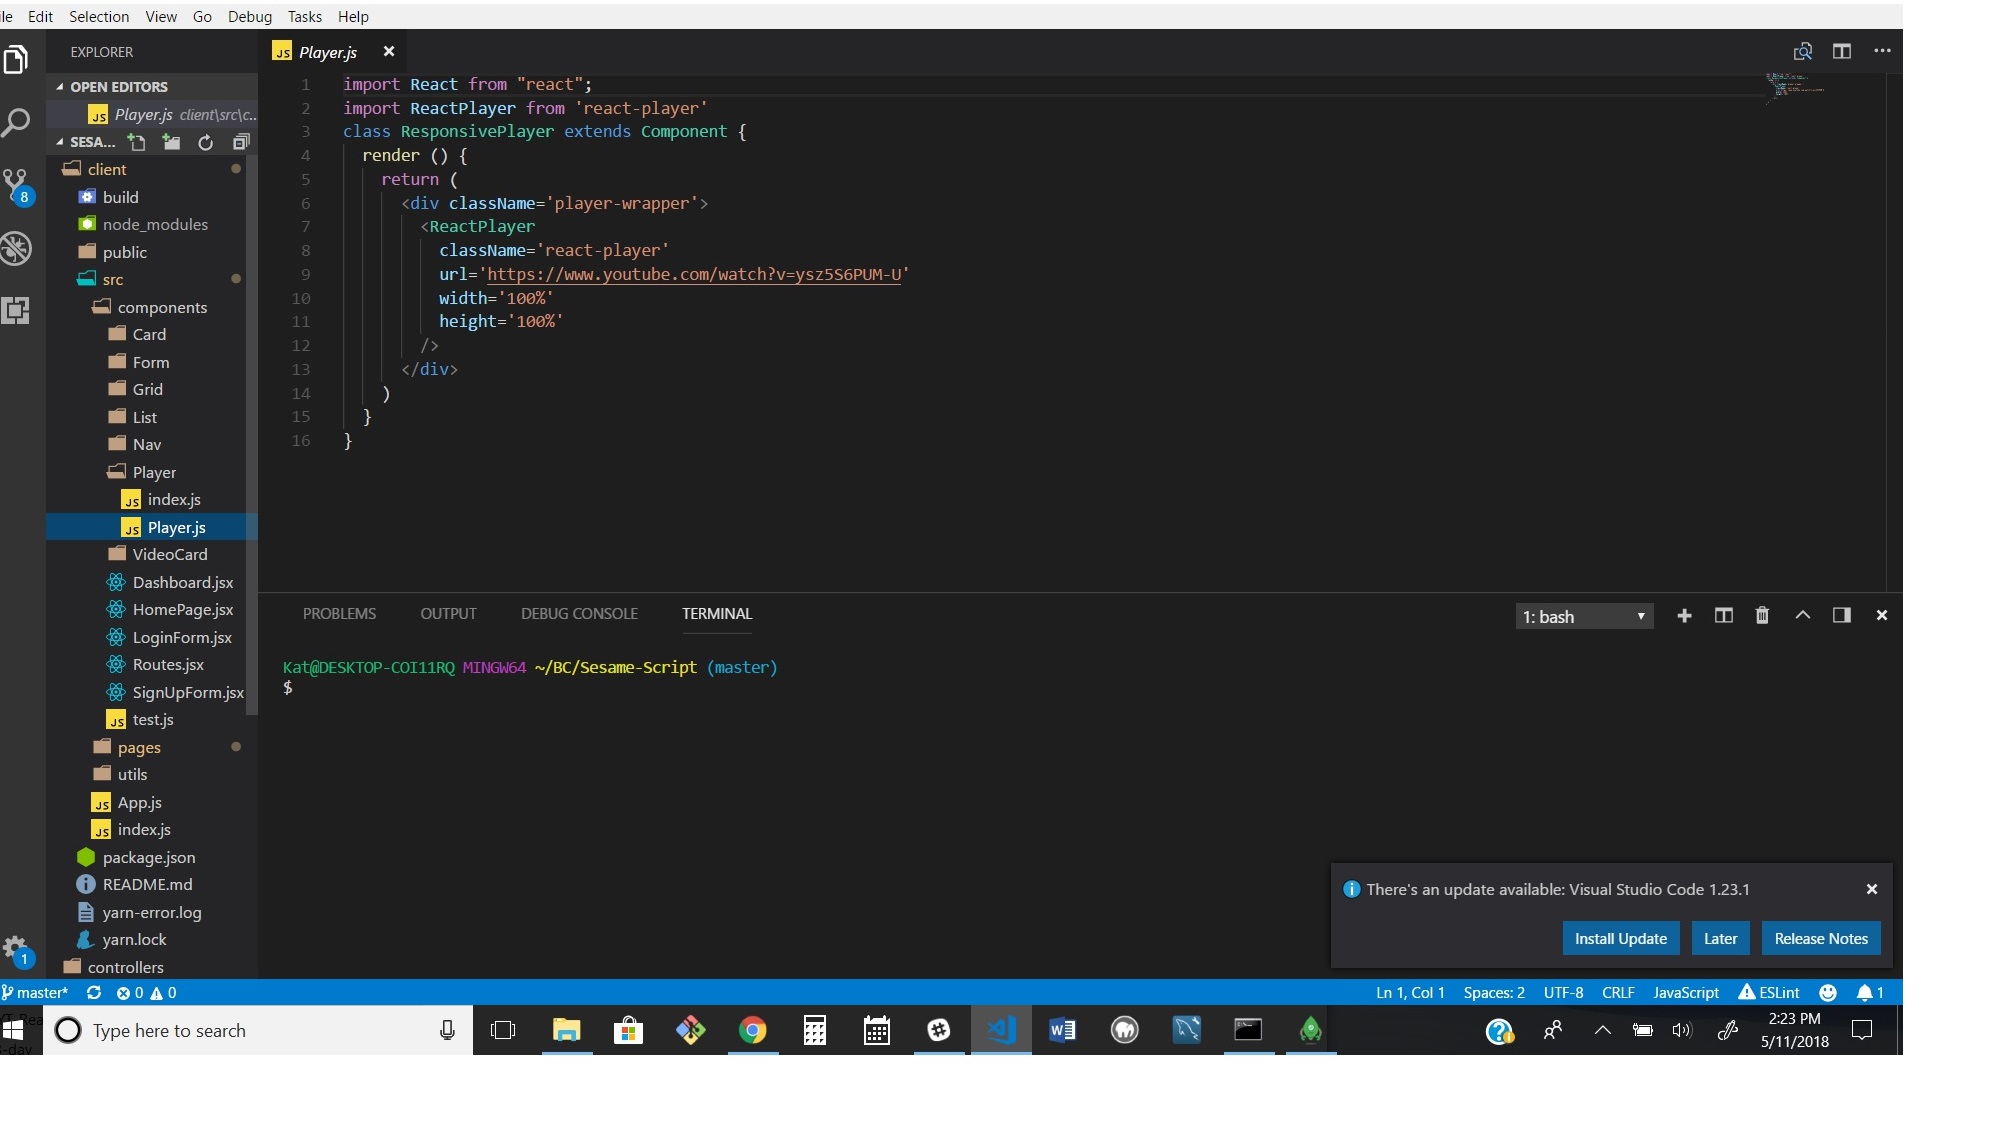 ile Edit Selection View Go Debug Tasks Help
EXPLORER
OPEN EDITORS
JS Player.js client\src\c...
SESA...
client
build
node_modules
public
src
components
Card
Form
Grid
List
Nav
Player
JS index.js
JS Player.js
VideoCard
Dashboard.jsx
HomePage.jsx
LoginForm.jsx
Routes.jsx
SignUpForm.jsx
JS test.js
pages
utils
JS App.js
JS index.js
package.json
README.md
yarn-error.log
yarn.lock
controllers
8
1
JS Player.js
1 import React from "react";
2 import ReactPlayer from 'react-player'
3 class ResponsivePlayer extends Component {
4 render () {
5 return (
6 <div className='player-wrapper'>
7 <ReactPlayer
8 className='react-player'
9 url='https://www.youtube.com/watch?v=ysz5S6PUM-U'
10 width='100%'
11 height='100%'
12 />
13 </div>
14 )
15 }
16 }
PROBLEMS OUTPUT DEBUG CONSOLE TERMINAL
1: bash
Kat@DESKTOP-COI11RQ MINGW64 ~/BC/Sesame-Script (master)
$
There's an update available: Visual Studio Code 1.23.1
Install Update Later Release Notes
master* 0 0 Ln 1, Col 1 Spaces: 2 UTF-8 CRLF JavaScript ESLint 1
Type here to search
2:23 PM
5/11/2018